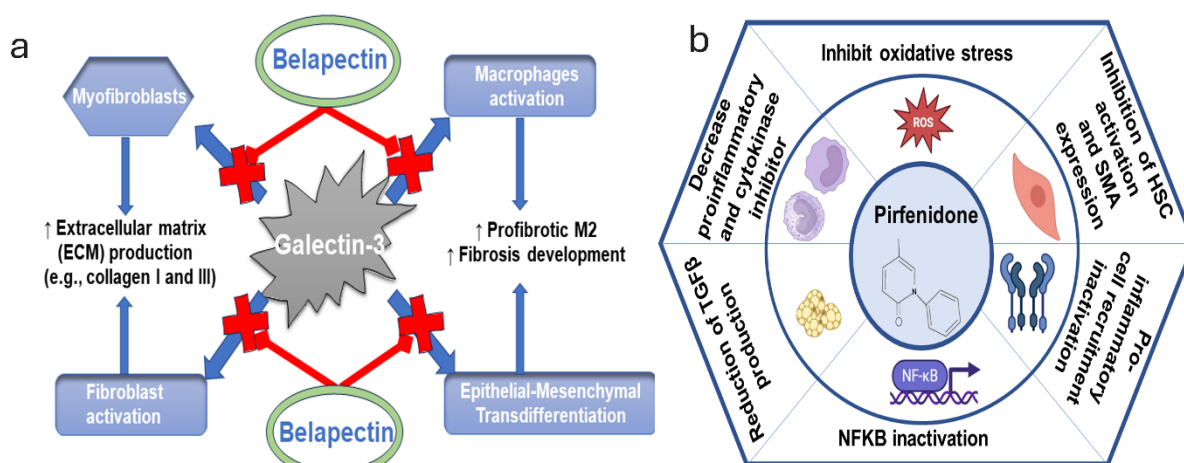 a
Belapectin
Myofibroblasts
Macrophages
activation
Galectin-3
↑ Extracellular matrix
(ECM) production
(e.g., collagen I and III)
↑ Profibrotic M2
↑ Fibrosis development
Fibroblast
activation
Epithelial-Mesenchymal
Transdifferentiation
Belapectin
b
Inhibit oxidative stress
Decrease
proinflammatory
and cytokinase
inhibitor
ROS
Inhibition of HSC
activation
and SMA
expression
Pirfenidone
N
O
Reduction of TGFβ
production
Pro-
inflammatory
cell recruitment
inactivation
NF-κB
NFKB inactivation